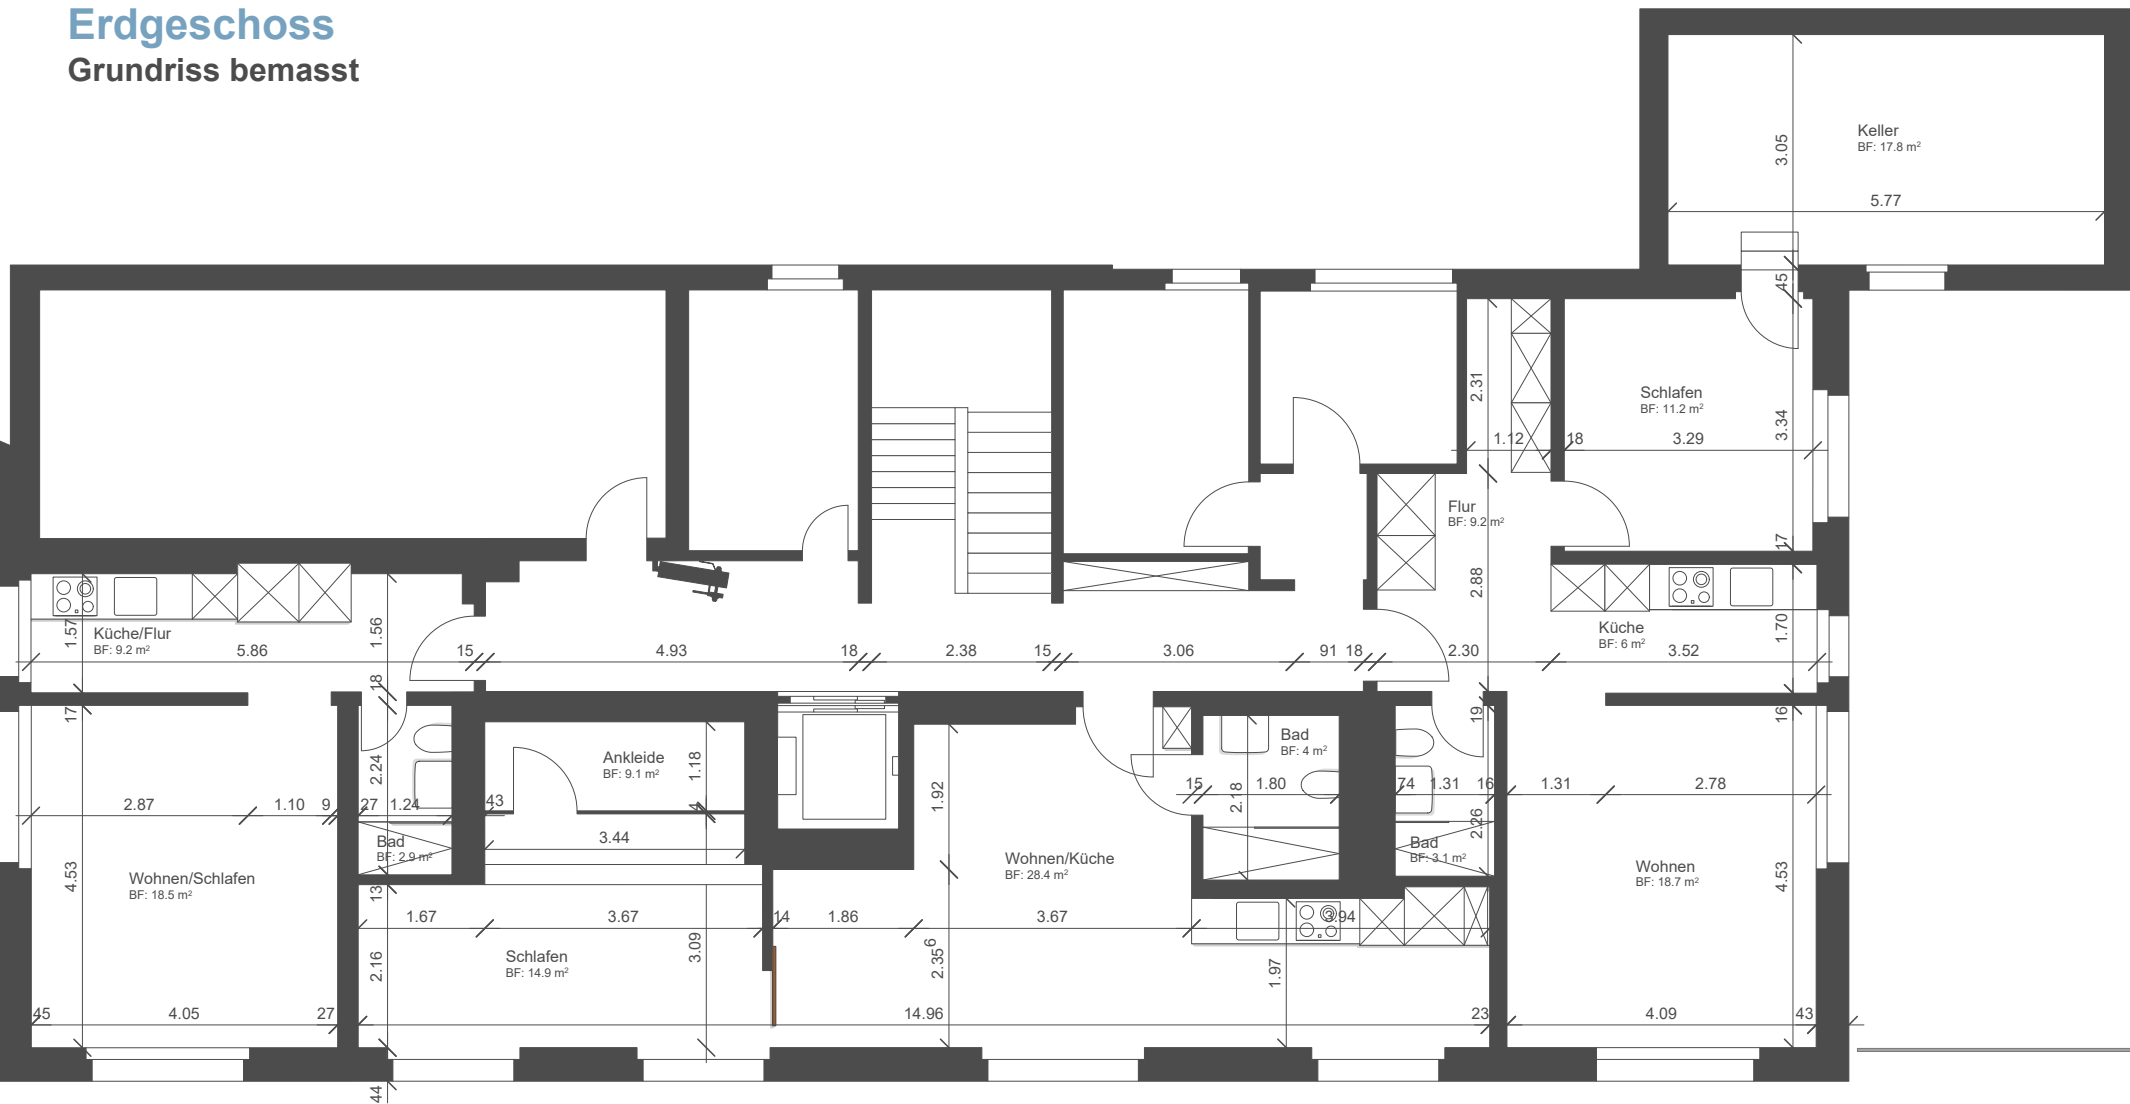 Erdgeschoss
Grundriss bemasst
Keller
BF: 17.8 m²
3.05
5.77
45
Schlafen
BF: 11.2 m²
3.34
2.31
1.12
18
3.29
Flur
BF: 9.2 m²
17
2.88
Küche/Flur
BF: 9.2 m²
1.57
1.56
5.86
15
4.93
18
2.38
15
3.06
91
18
2.30
Küche
BF: 6 m²
1.70
3.52
18
17
19
16
Ankleide
BF: 9.1 m²
1.18
4
2.24
Bad
BF: 4 m²
2.87
1.10
9
27
1.24
43
1.92
15
2.18
1.80
74
1.31
16
1.31
2.78
3.44
Bad
BF: 2.9 m²
2.26
Bad
BF: 3.1 m²
Wohnen/Küche
BF: 28.4 m²
Wohnen
BF: 18.7 m²
4.53
Wohnen/Schlafen
BF: 18.5 m²
4.53
13
1.67
3.67
14
1.86
3.67
3.94
Schlafen
BF: 14.9 m²
2.16
3.09
2.35⁶
1.97
45
4.05
27
14.96
23
4.09
43
44